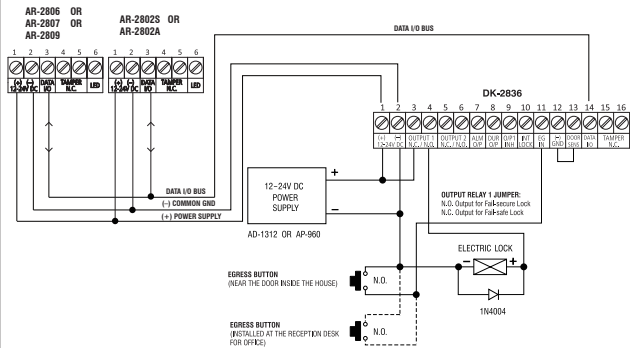 AR-2806 OR
AR-2807 OR
AR-2809
AR-2802S OR
AR-2802A
1 2 3 4 5 6
(+) (–) DATA TAMPER LED
12-24V DC I/O N.C.
1 2 3 4 5 6
(+) (–) DATA TAMPER LED
12-24V DC I/O N.C.
DATA I/O BUS
DK-2836
1 2 3 4 5 6 7 8 9 10 11 12 13 14 15 16
(+) (–) OUTPUT 1 OUTPUT 2 ALM DUR O/P1 INT EG (–) DOOR DATA TAMPER
12-24V DC N.C. / N.O. N.C. / N.O. O/P O/P INH LOCK IN GND SENS I/O N.C.
DATA I/O BUS
(–) COMMON GND
(+) POWER SUPPLY
12-24V DC
POWER
SUPPLY
+
–
AD-1312 OR AP-960
OUTPUT RELAY 1 JUMPER:
N.O. Output for Fail-secure Lock
N.C. Output for Fail-safe Lock
ELECTRIC LOCK
– +
1N4004
EGRESS BUTTON
(NEAR THE DOOR INSIDE THE HOUSE)
N.O.
EGRESS BUTTON
(INSTALLED AT THE RECEPTION DESK
FOR OFFICE)
N.O.